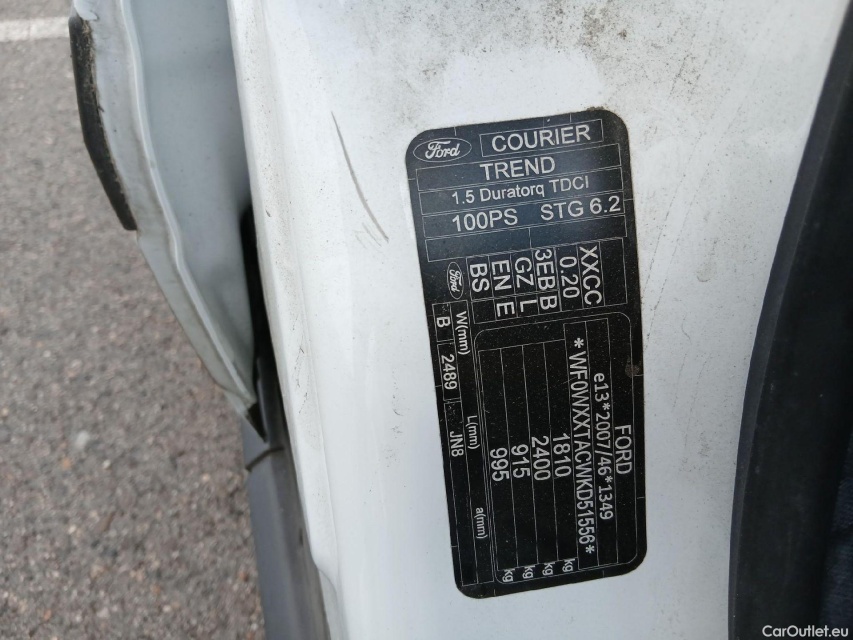 Ford COURIER
TREND
1.5 Duratorq TDCI
100PS STG 6.2
FORD
e13*2007/46*1349
*WF0WXXTACWKD51556*
1810 kg
2400 kg
915 kg
995 kg
XXCC
0.20
3EB B
GZ L
EN E
BS
Ford
W(mm) L(mm) a(mm)
B 2489 JN8
CarOutlet.eu